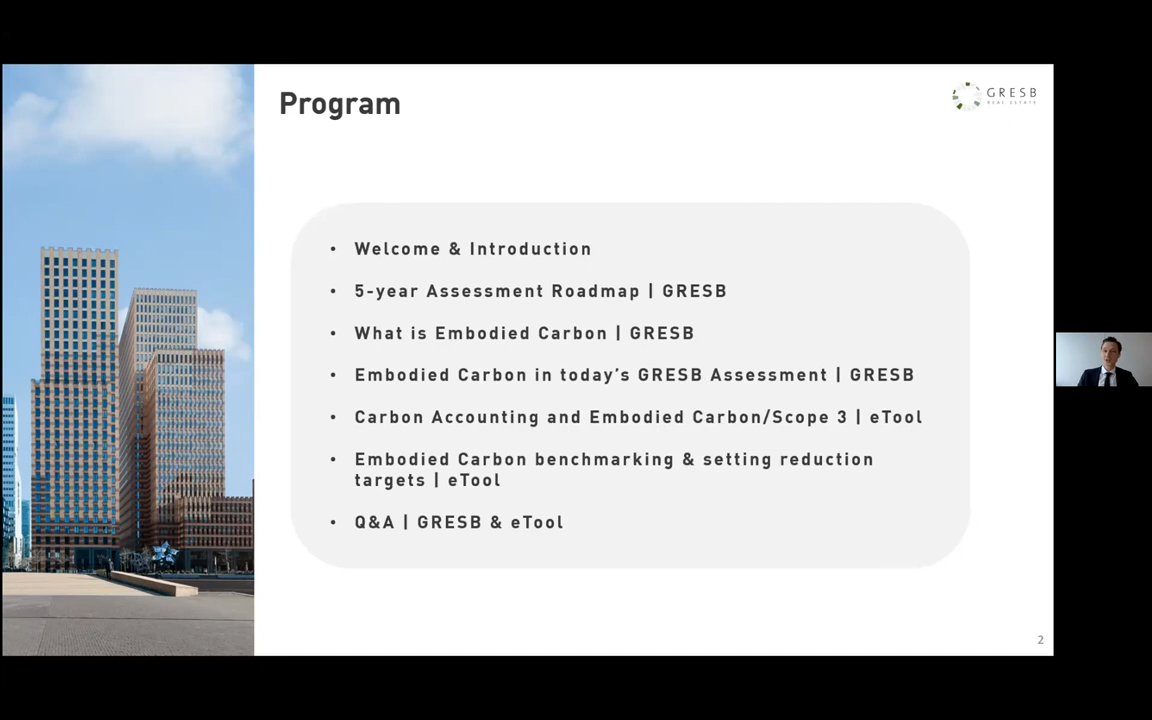 Program
GRESB
REAL ESTATE
• Welcome & Introduction
• 5-year Assessment Roadmap | GRESB
• What is Embodied Carbon | GRESB
• Embodied Carbon in today's GRESB Assessment | GRESB
• Carbon Accounting and Embodied Carbon/Scope 3 | eTool
• Embodied Carbon benchmarking & setting reduction
targets | eTool
• Q&A | GRESB & eTool
2